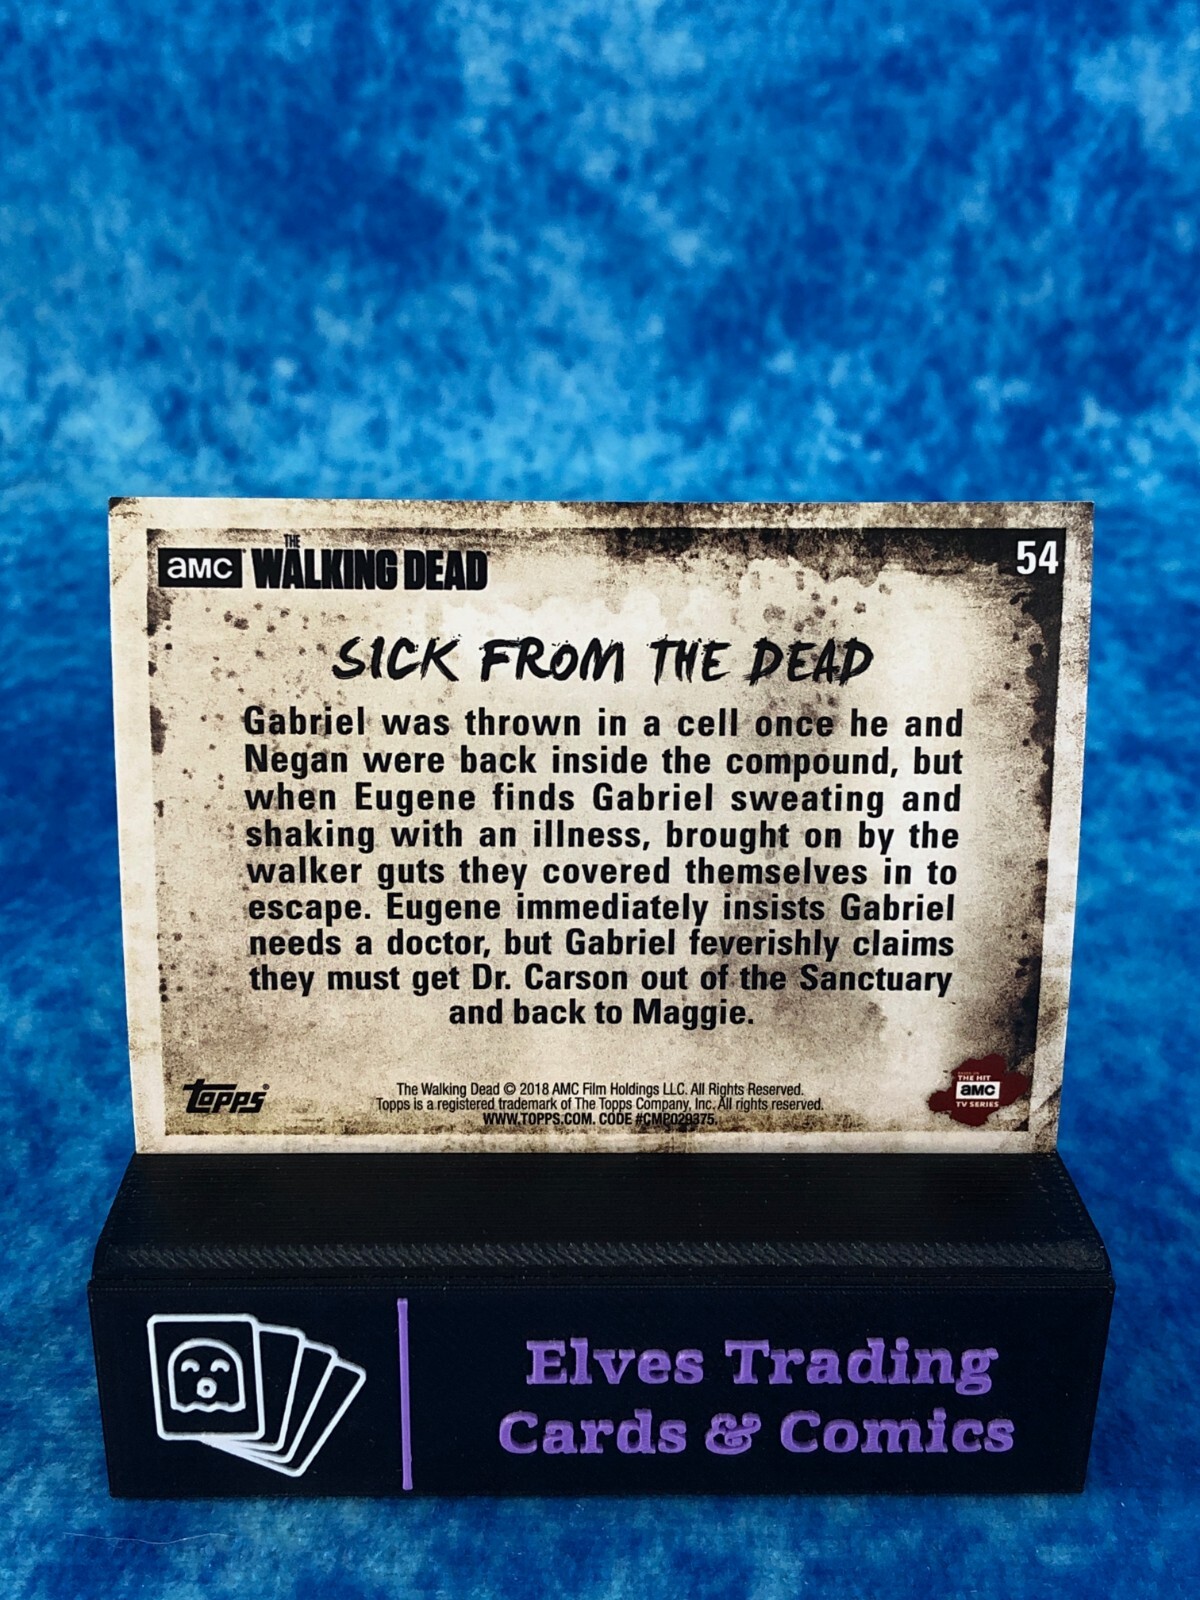 amc THE WALKING DEAD
54
SICK FROM THE DEAD
Gabriel was thrown in a cell once he and
Negan were back inside the compound, but
when Eugene finds Gabriel sweating and
shaking with an illness, brought on by the
walker guts they covered themselves in to
escape. Eugene immediately insists Gabriel
needs a doctor, but Gabriel feverishly claims
they must get Dr. Carson out of the Sanctuary
and back to Maggie.
Topps®
The Walking Dead © 2018 AMC Film Holdings LLC. All Rights Reserved.
Topps is a registered trademark of The Topps Company, Inc. All rights reserved.
WWW.TOPPS.COM. CODE #CMP029375.
BASED ON
THE HIT
amc
TV SERIES
Elves Trading
Cards & Comics